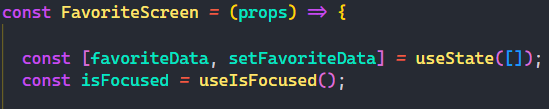 const FavoriteScreen = (props) => {
const [favoriteData, setFavoriteData] = useState([]);
const isFocused = useIsFocused();